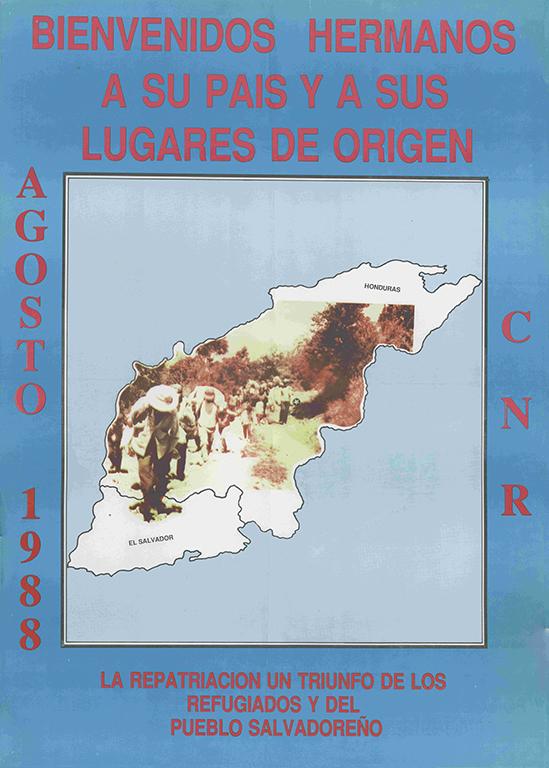 BIENVENIDOS HERMANOS
A SU PAIS Y A SUS
LUGARES DE ORIGEN
AGOSTO 1988
HONDURAS
CNR
EL SALVADOR
LA REPATRIACION UN TRIUNFO DE LOS
REFUGIADOS Y DEL
PUEBLO SALVADOREÑO